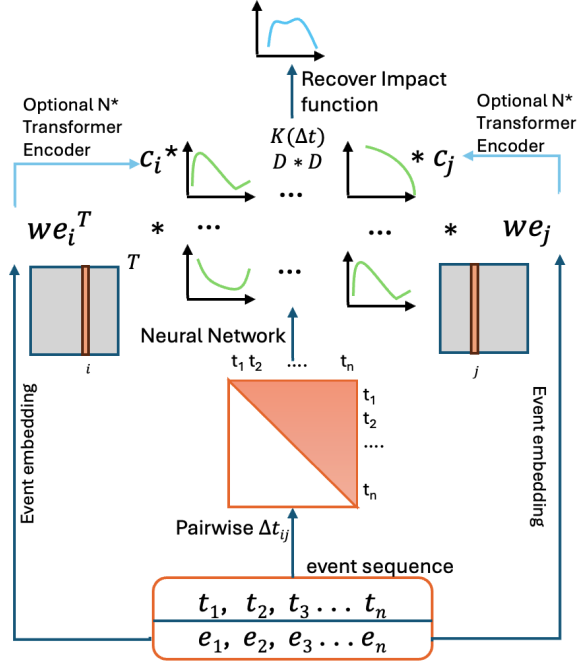 Recover Impact
function
Optional N*
Transformer
Encoder
Optional N*
Transformer
Encoder
K(Δt)
D * D
c_i*
* c_j
...
we_i^T
*
...
...
*
we_j
T
...
i
j
Neural Network
t_1 t_2 .... t_n
t_1
t_2
....
t_n
Event embedding
Event embedding
Pairwise Δt_ij
event sequence
t_1, t_2, t_3 ... t_n
e_1, e_2, e_3 ... e_n